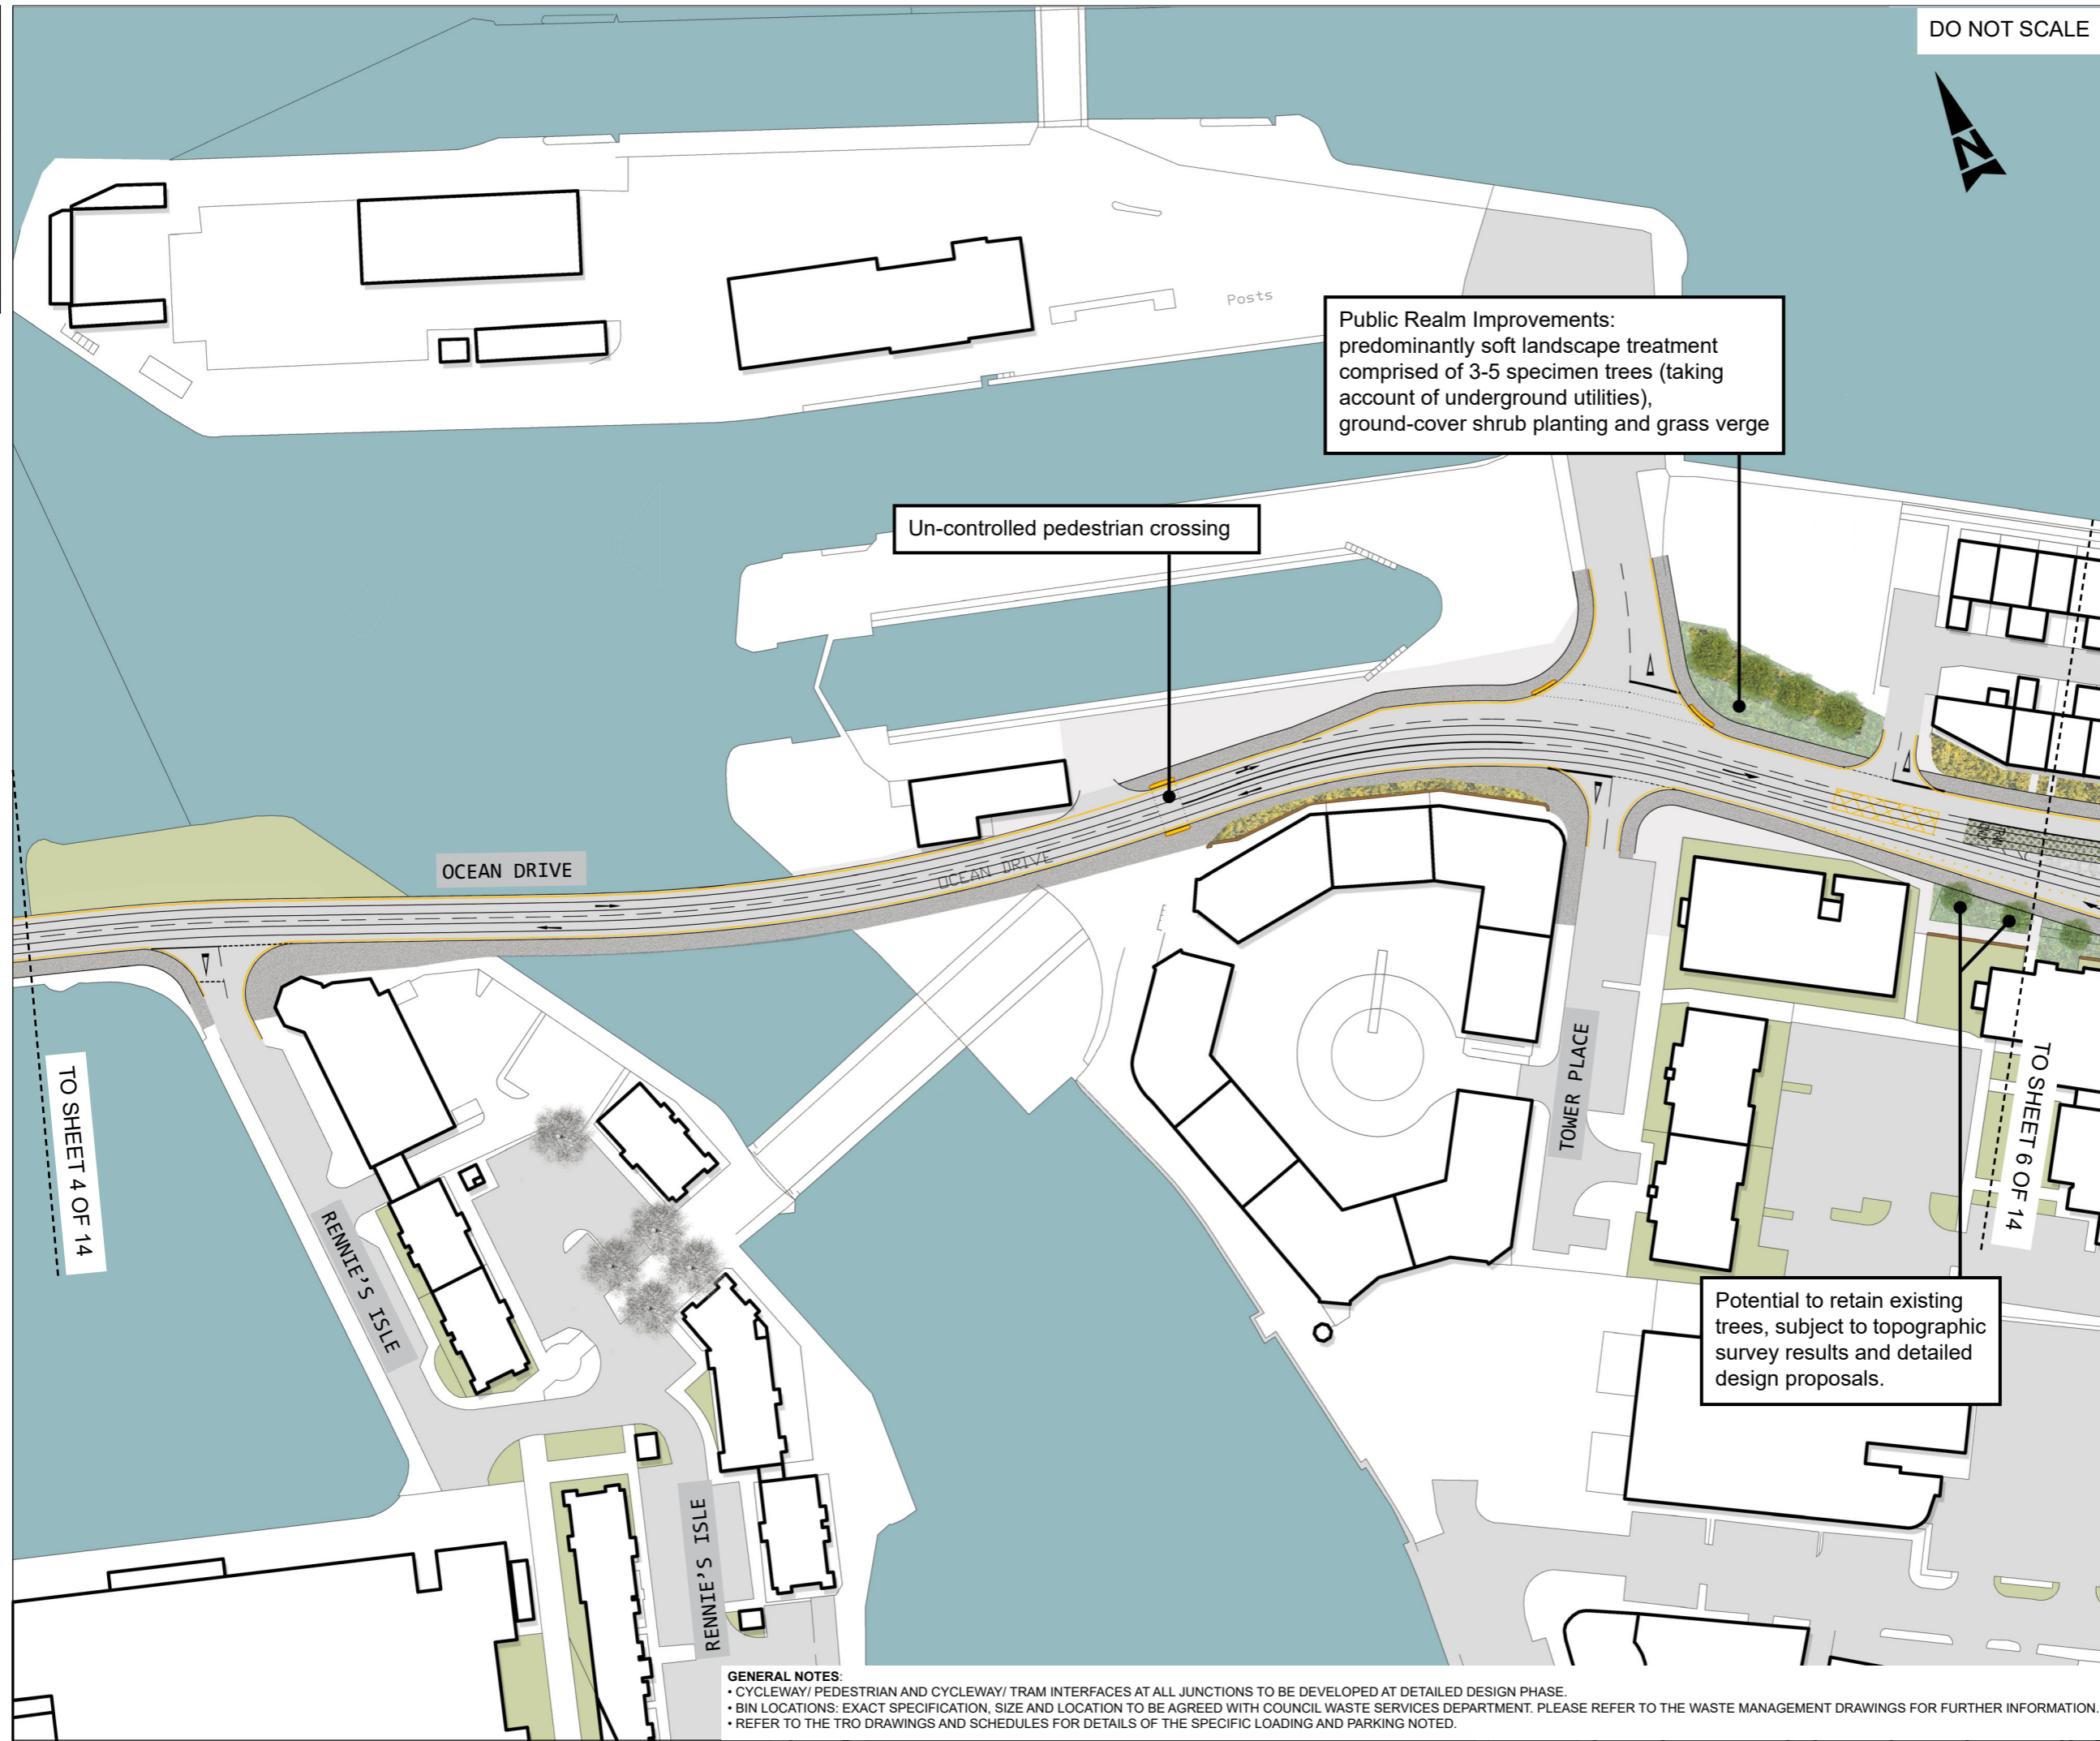 DO NOT SCALE
N
Posts
Public Realm Improvements:
predominantly soft landscape treatment
comprised of 3-5 specimen trees (taking
account of underground utilities),
ground-cover shrub planting and grass verge
Un-controlled pedestrian crossing
OCEAN DRIVE
OCEAN DRIVE
TO SHEET 4 OF 14
TO SHEET 6 OF 14
TOWER PLACE
RENNIE'S ISLE
RENNIE'S ISLE
Potential to retain existing
trees, subject to topographic
survey results and detailed
design proposals.
GENERAL NOTES:
• CYCLEWAY/ PEDESTRIAN AND CYCLEWAY/ TRAM INTERFACES AT ALL JUNCTIONS TO BE DEVELOPED AT DETAILED DESIGN PHASE.
• BIN LOCATIONS: EXACT SPECIFICATION, SIZE AND LOCATION TO BE AGREED WITH COUNCIL WASTE SERVICES DEPARTMENT. PLEASE REFER TO THE WASTE MANAGEMENT DRAWINGS FOR FURTHER INFORMATION.
• REFER TO THE TRO DRAWINGS AND SCHEDULES FOR DETAILS OF THE SPECIFIC LOADING AND PARKING NOTED.